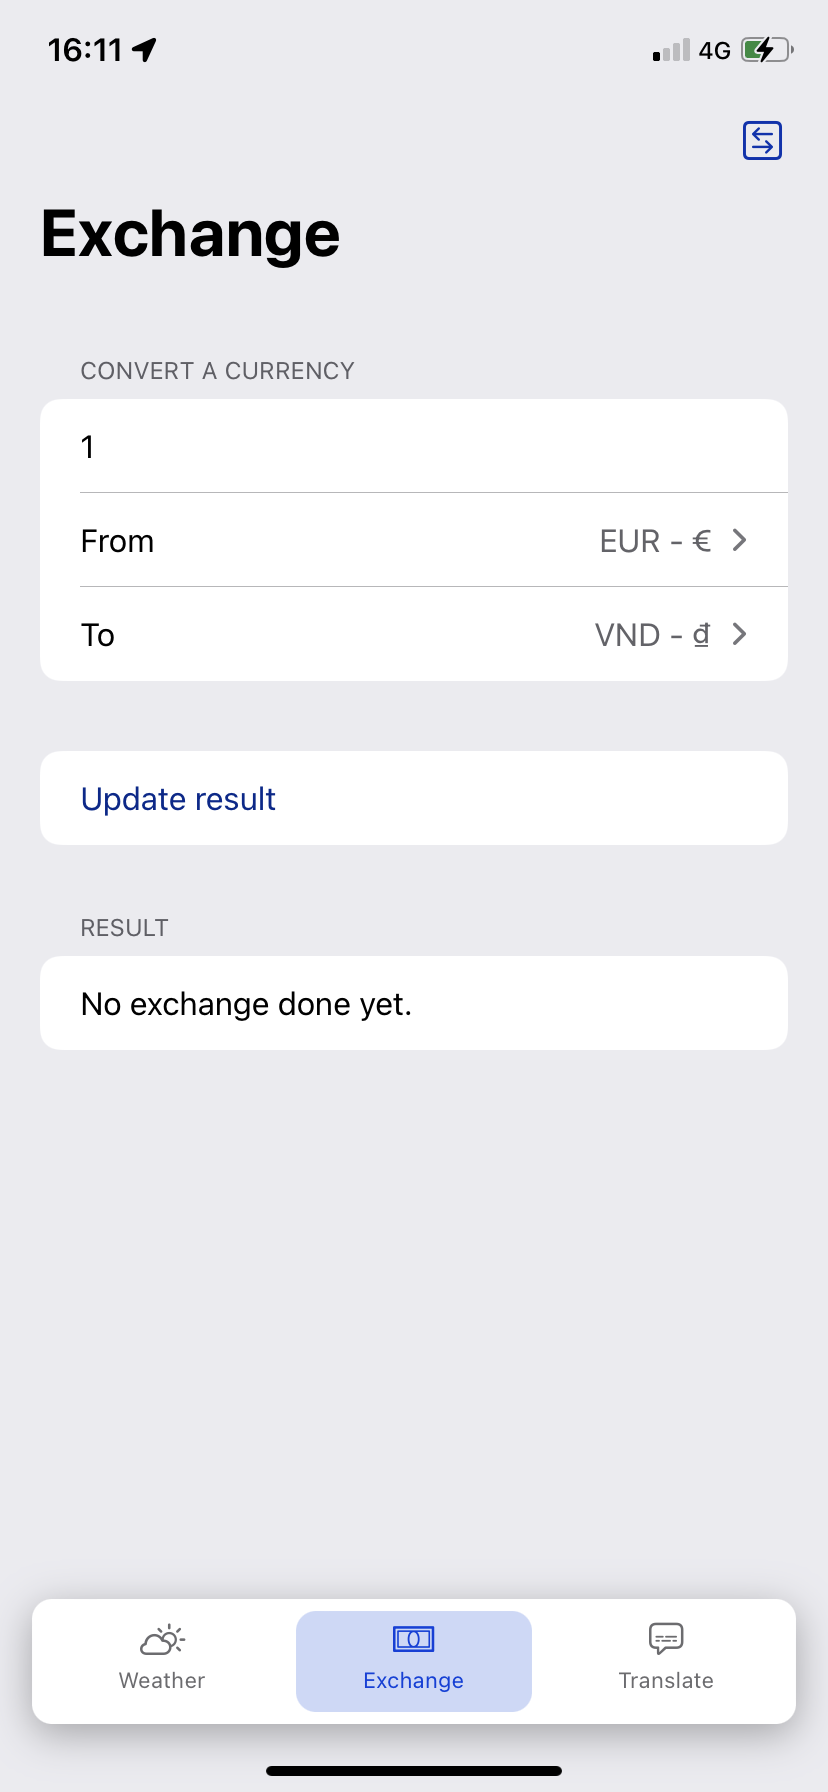 16:11
4G
Exchange
CONVERT A CURRENCY
1
From
EUR - €
To
VND - ₫
Update result
RESULT
No exchange done yet.
Weather
Exchange
Translate